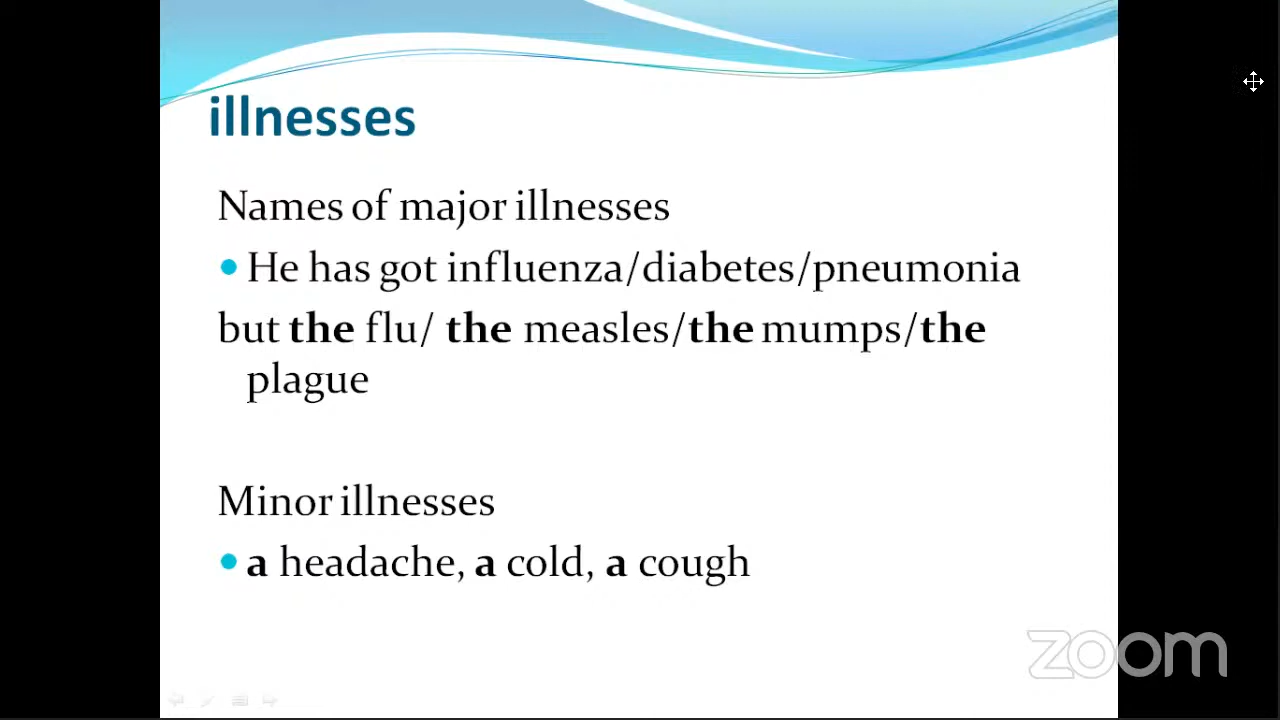 illnesses
Names of major illnesses
He has got influenza/diabetes/pneumonia
but the flu/ the measles/the mumps/the
plague
Minor illnesses
a headache, a cold, a cough
zoom